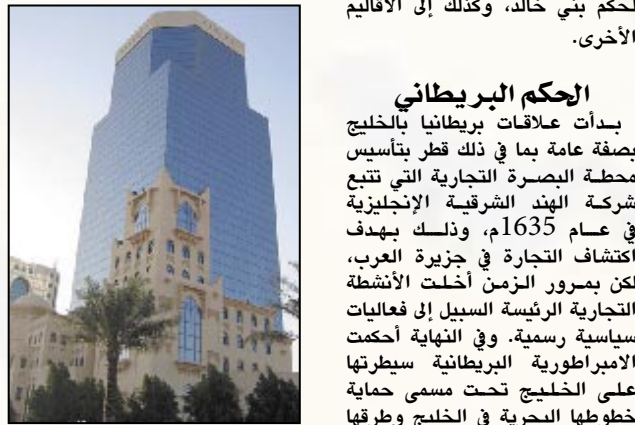 لحكم بني خالد، وكذلك إلى الأقاليم
الأخرى.
الحكم البريطاني
بدأت علاقات بريطانيا بالخليج
بصفة عامة بما في ذلك قطر بتأسيس
محطة البصرة التجارية التي تتبع
شركة الهند الشرقية الإنجليزية
في عام 1635م، وذلك بهدف
اكتشاف التجارة في جزيرة العرب،
لكن بمرور الزمن أخلت الأنشطة
التجارية الرئيسة السبيل إلى فعاليات
سياسية رسمية. وفي النهاية أحكمت
الامبراطورية البريطانية سيطرتها
على الخليج تحت مسمى حماية
خطوطها البحرية في الخليج وطرقها